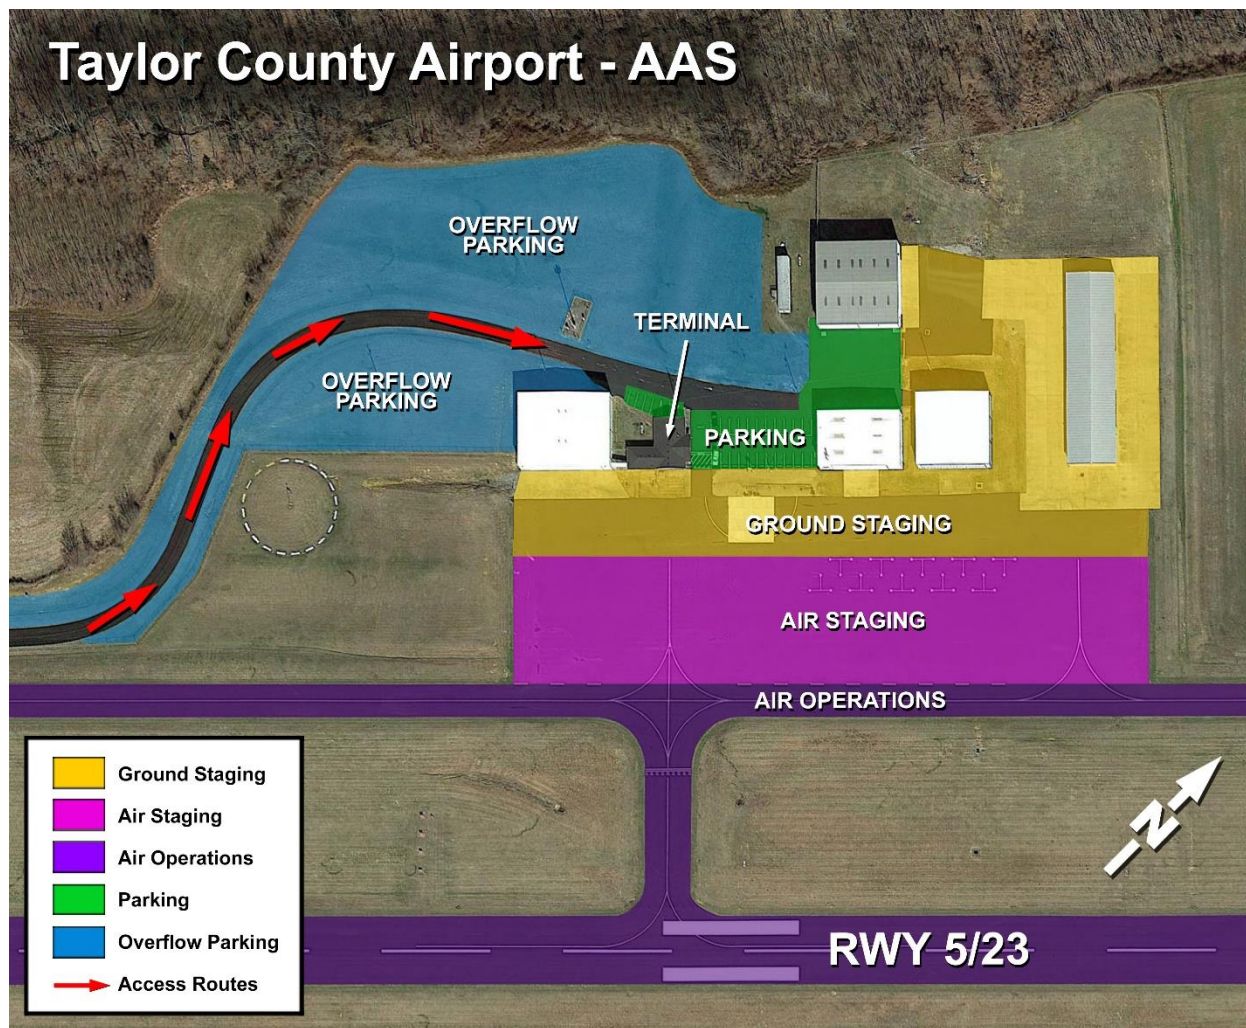 Taylor County Airport - AAS
OVERFLOW
PARKING
TERMINAL
OVERFLOW
PARKING
PARKING
GROUND STAGING
AIR STAGING
AIR OPERATIONS
Ground Staging
Air Staging
Air Operations
Parking
Overflow Parking
Access Routes
N
RWY 5/23